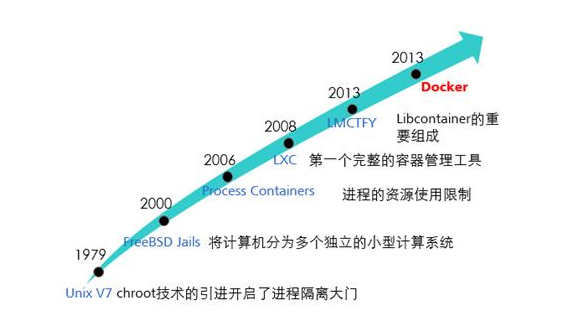 2013
Docker
2013
LMCTFY Libcontainer的重
要组成
2008
LXC 第一个完整的容器管理工具
2006
Process Containers 进程的资源使用限制
2000
FreeBSD Jails 将计算机分为多个独立的小型计算系统
1979
Unix V7 chroot技术的引进开启了进程隔离大门